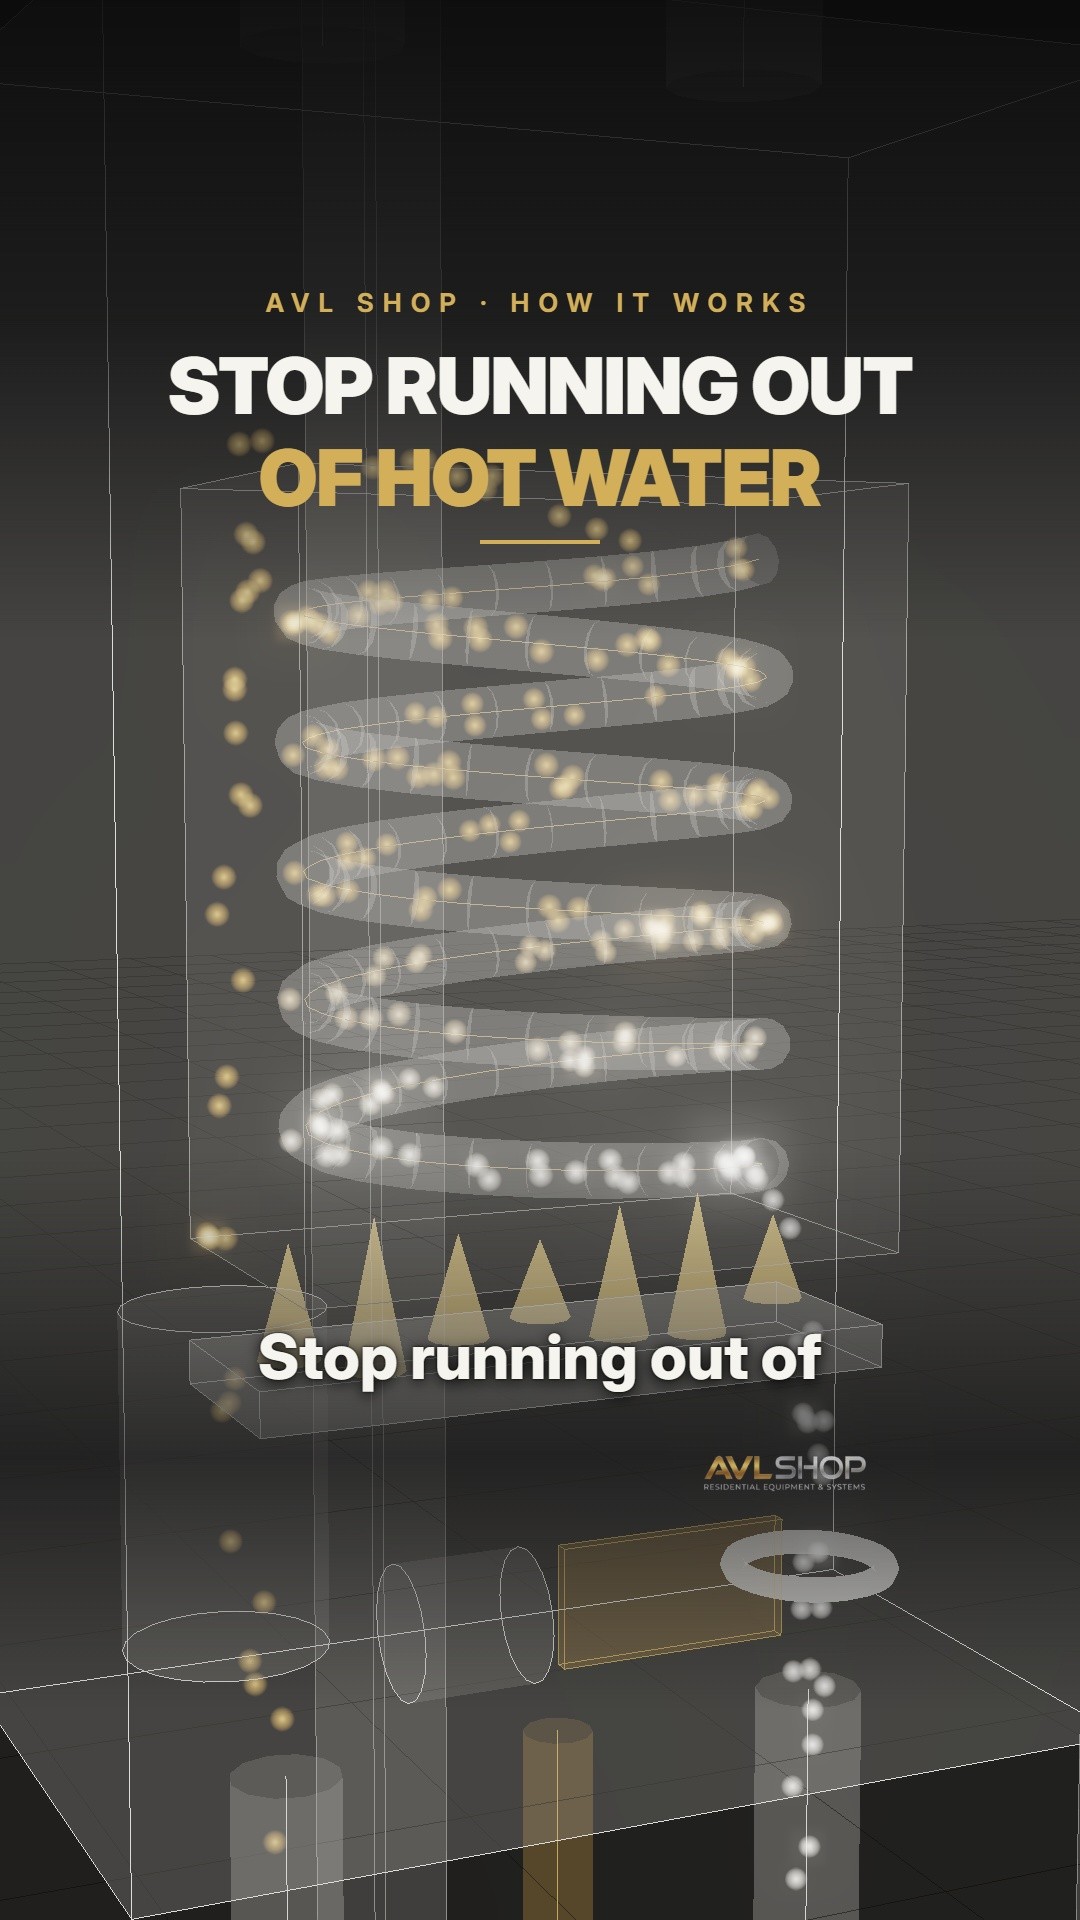 AVL SHOP · HOW IT WORKS
STOP RUNNING OUT
OF HOT WATER
Stop running out of
AVLSHOP
RESIDENTIAL EQUIPMENT & SYSTEMS